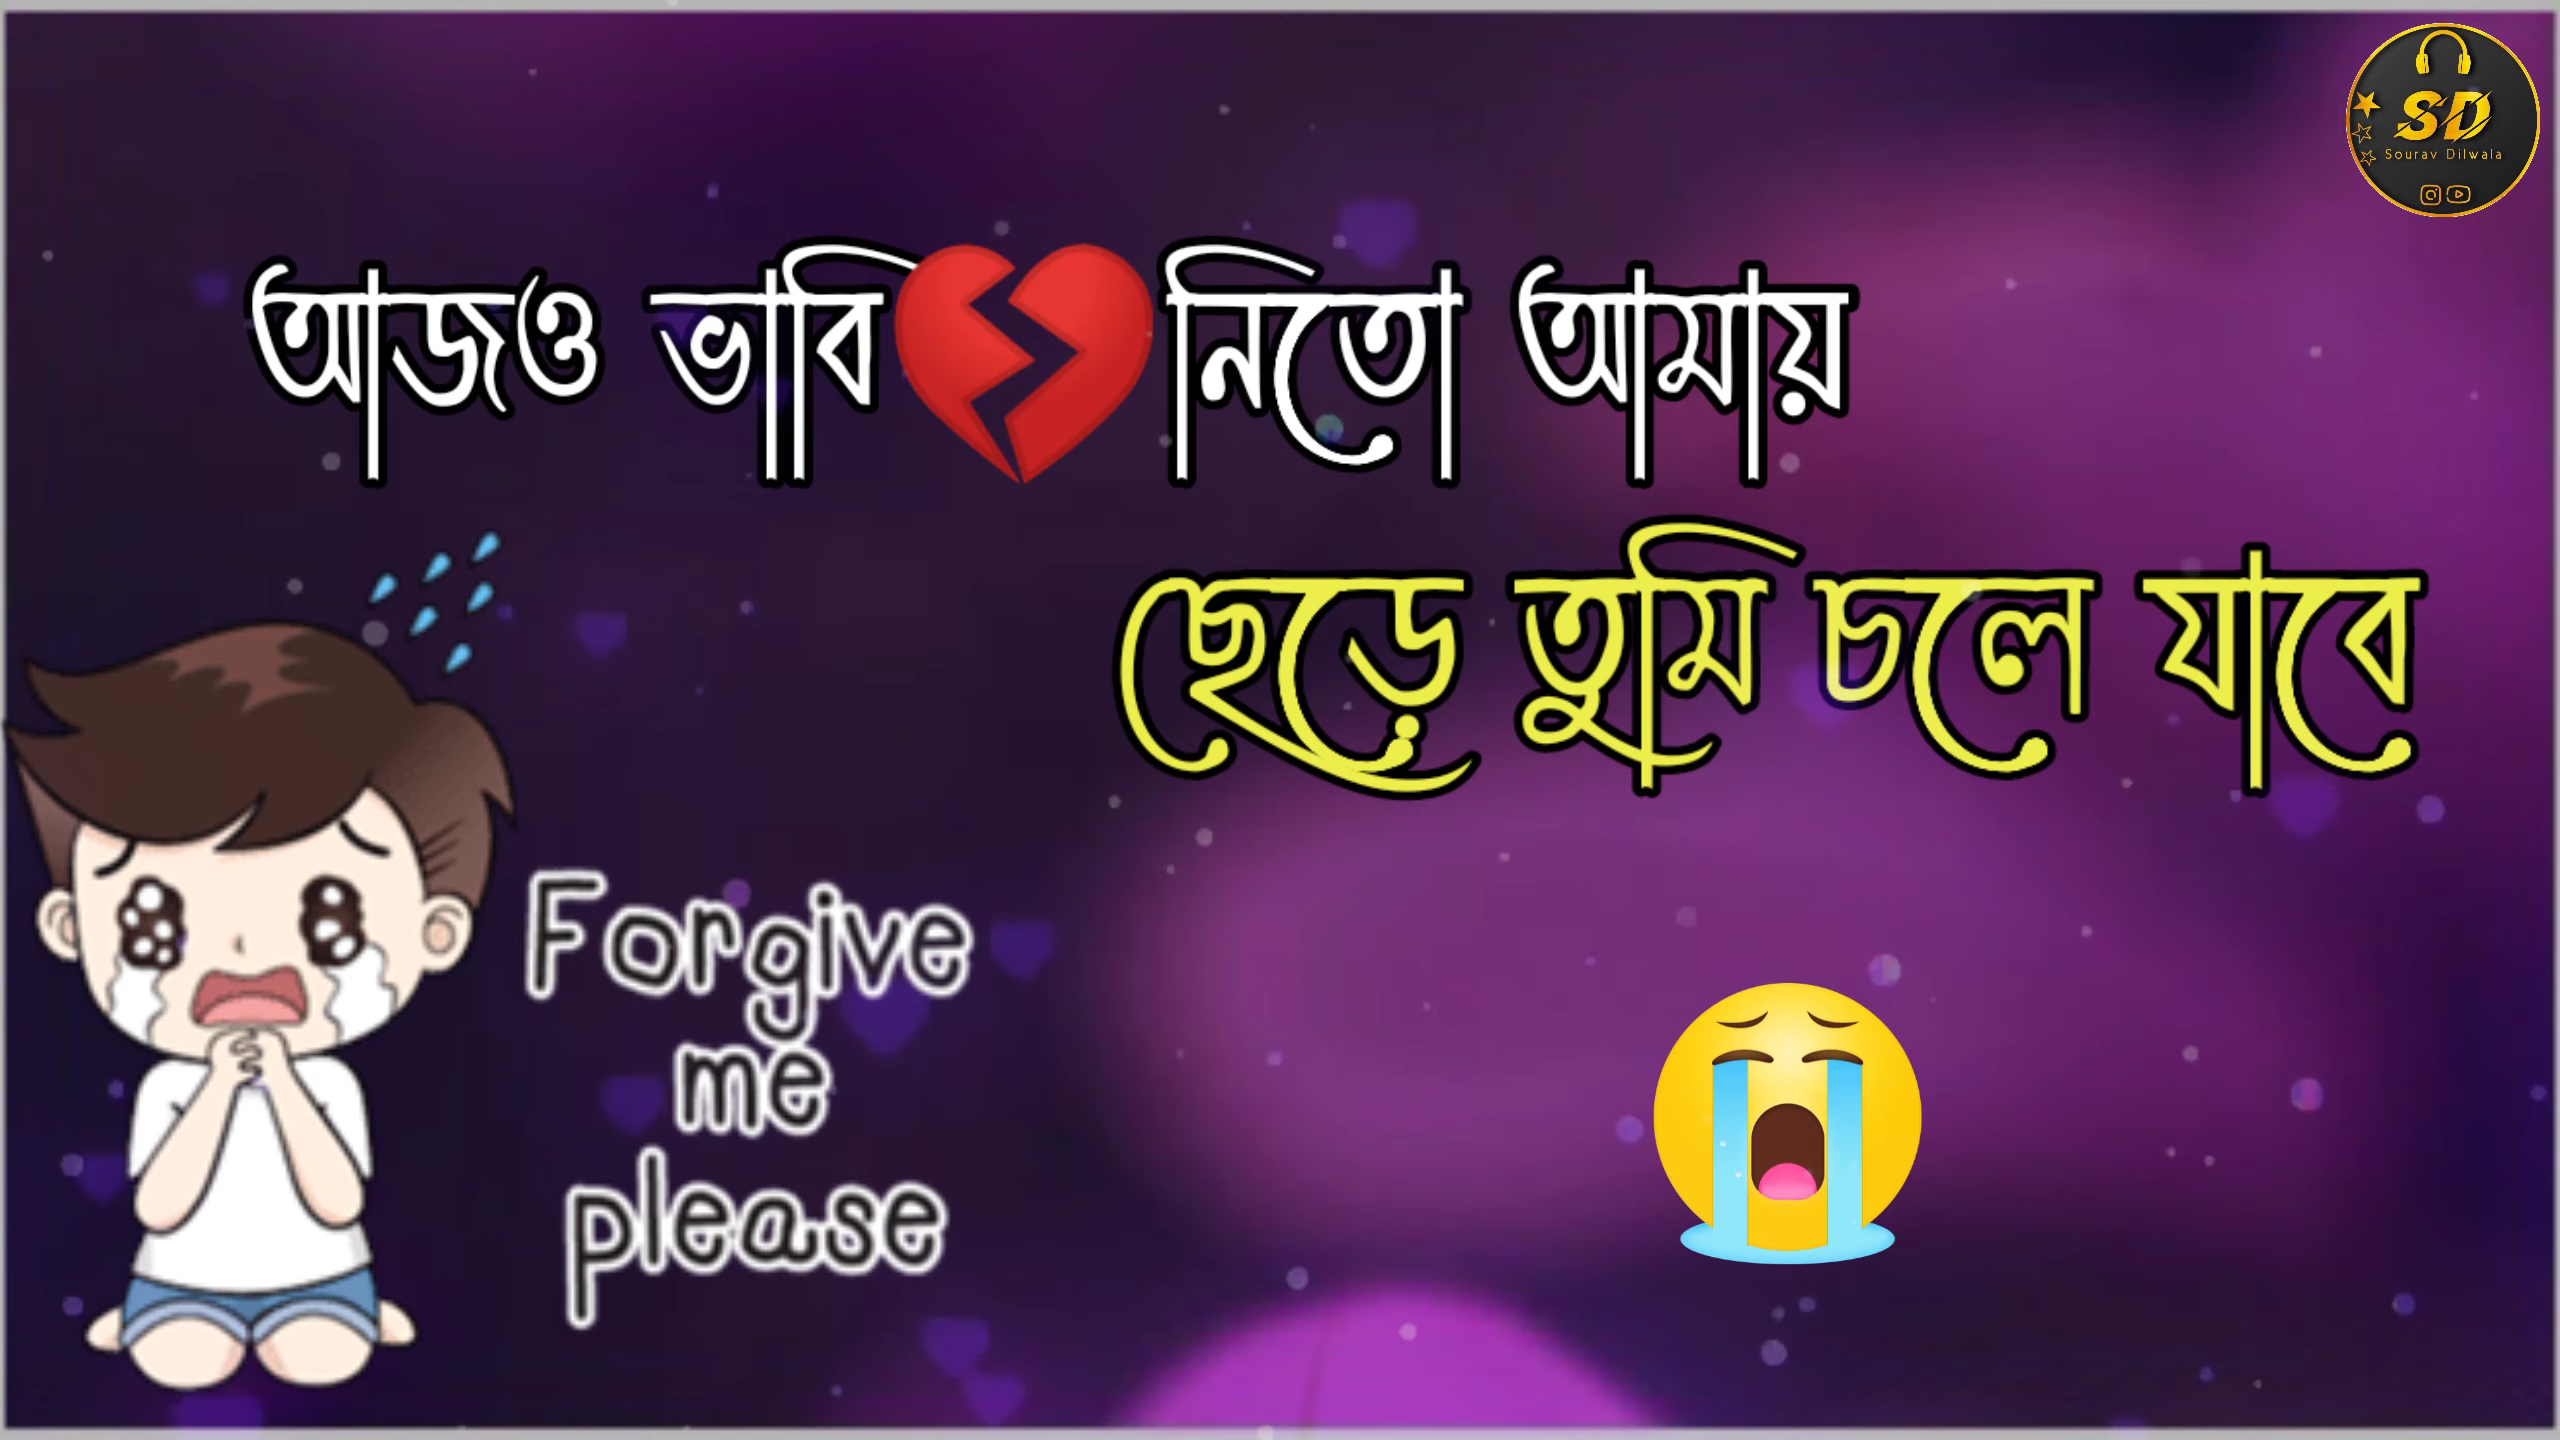 SD
Sourav Dilwala
আজও ভাবি💔নিতো আমায়
ছেড়ে তুমি চলে যাবে
Forgive
me
please